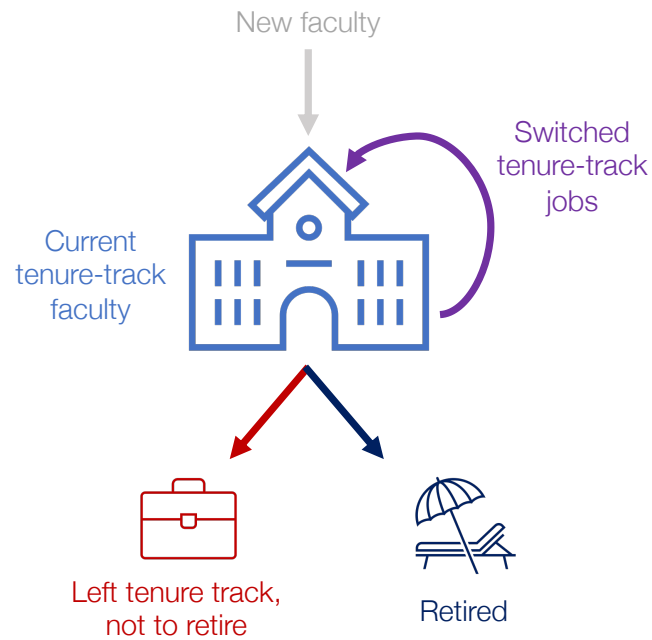 New faculty
Switched
tenure-track
jobs
Current
tenure-track
faculty
Left tenure track,
not to retire
Retired